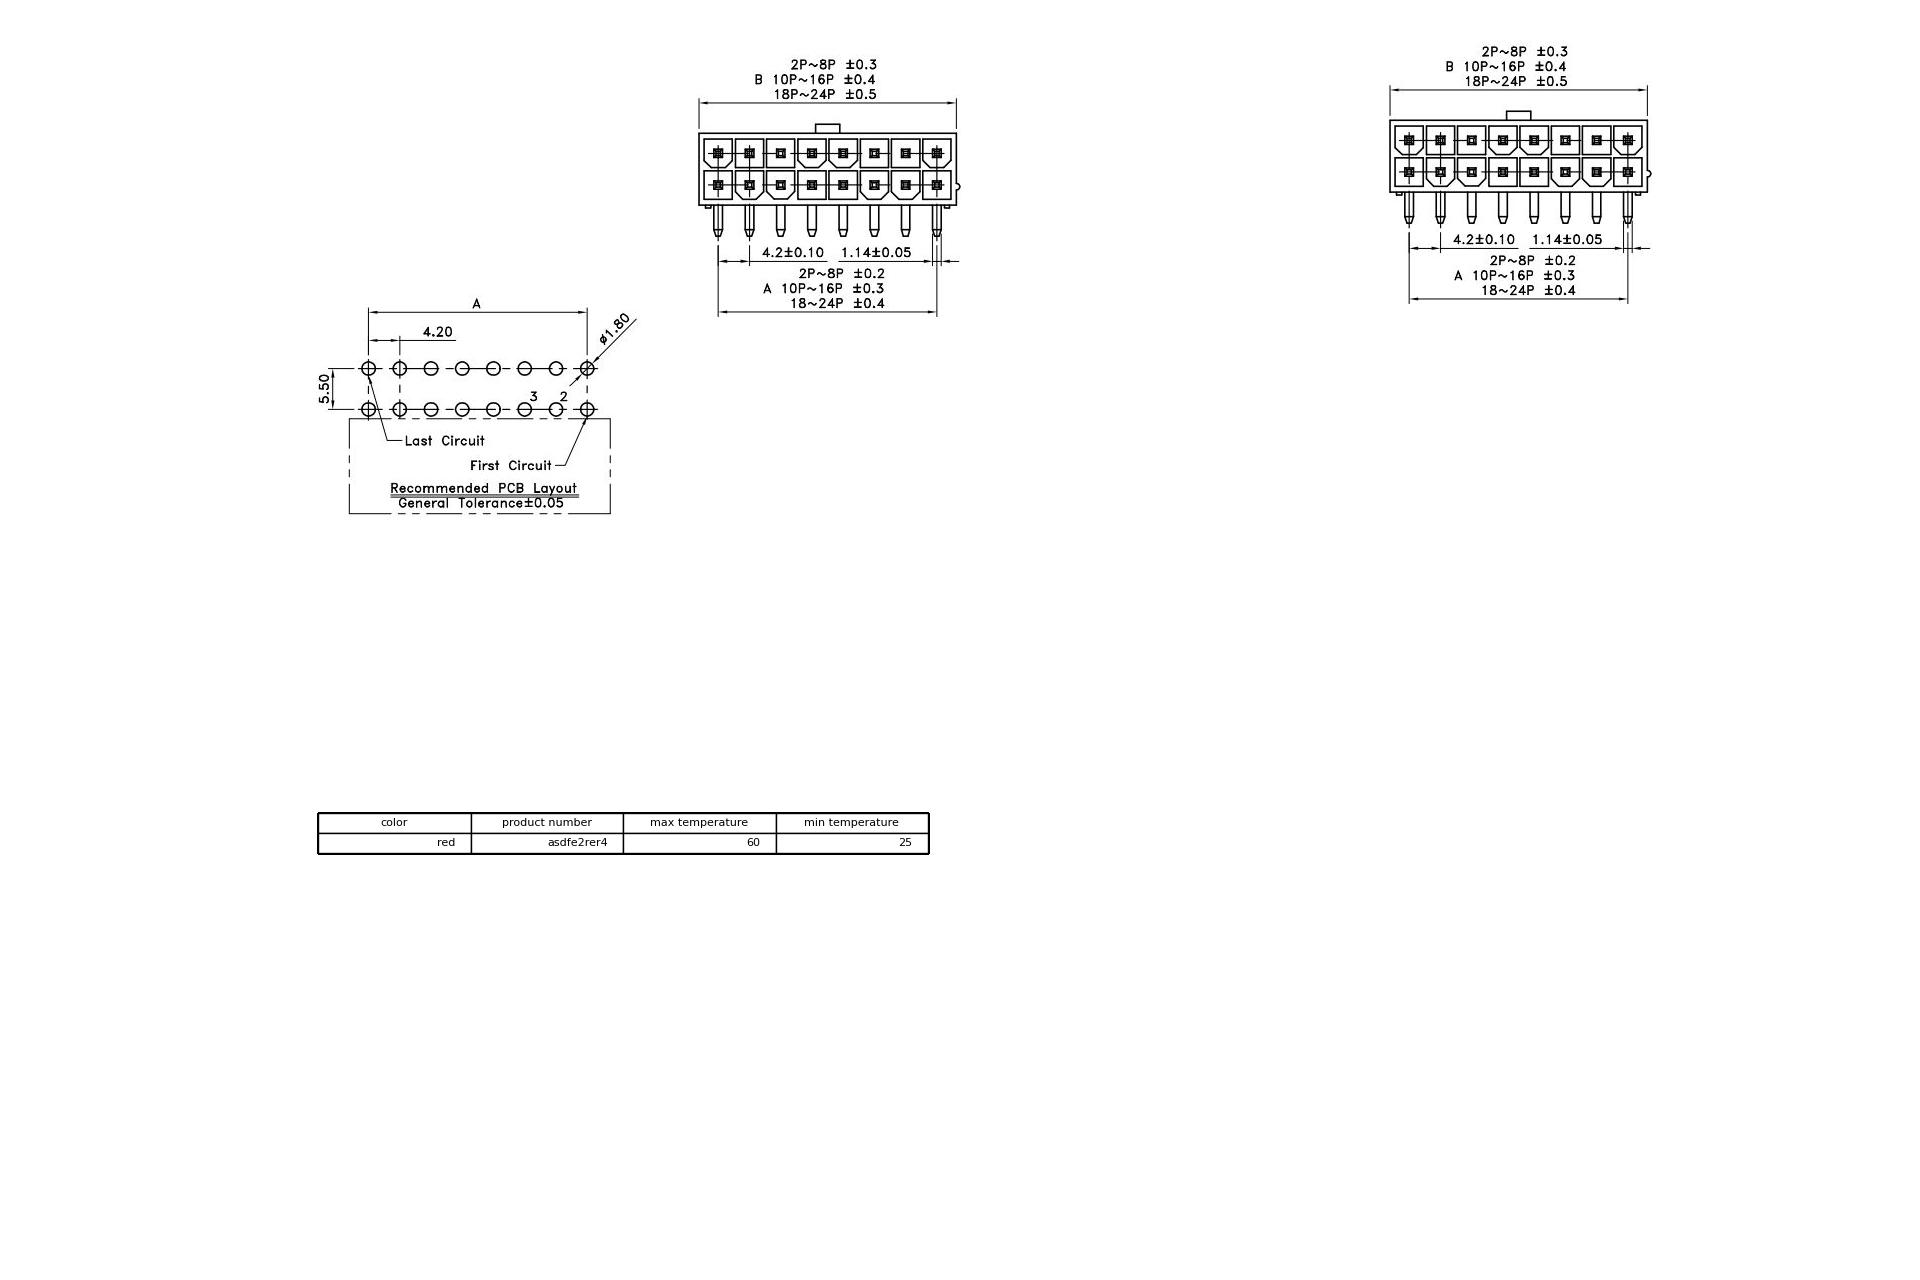 2P~8P ±0.3
B 10P~16P ±0.4
18P~24P ±0.5
4.2±0.10 1.14±0.05
2P~8P ±0.2
A 10P~16P ±0.3
18~24P ±0.4
2P~8P ±0.3
B 10P~16P ±0.4
18P~24P ±0.5
4.2±0.10 1.14±0.05
2P~8P ±0.2
A 10P~16P ±0.3
18~24P ±0.4
A
4.20
ø1.80
5.50
3 2
Last Circuit
First Circuit
Recommended PCB Layout
General Tolerance±0.05
color product number max temperature min temperature
red asdfe2rer4 60 25